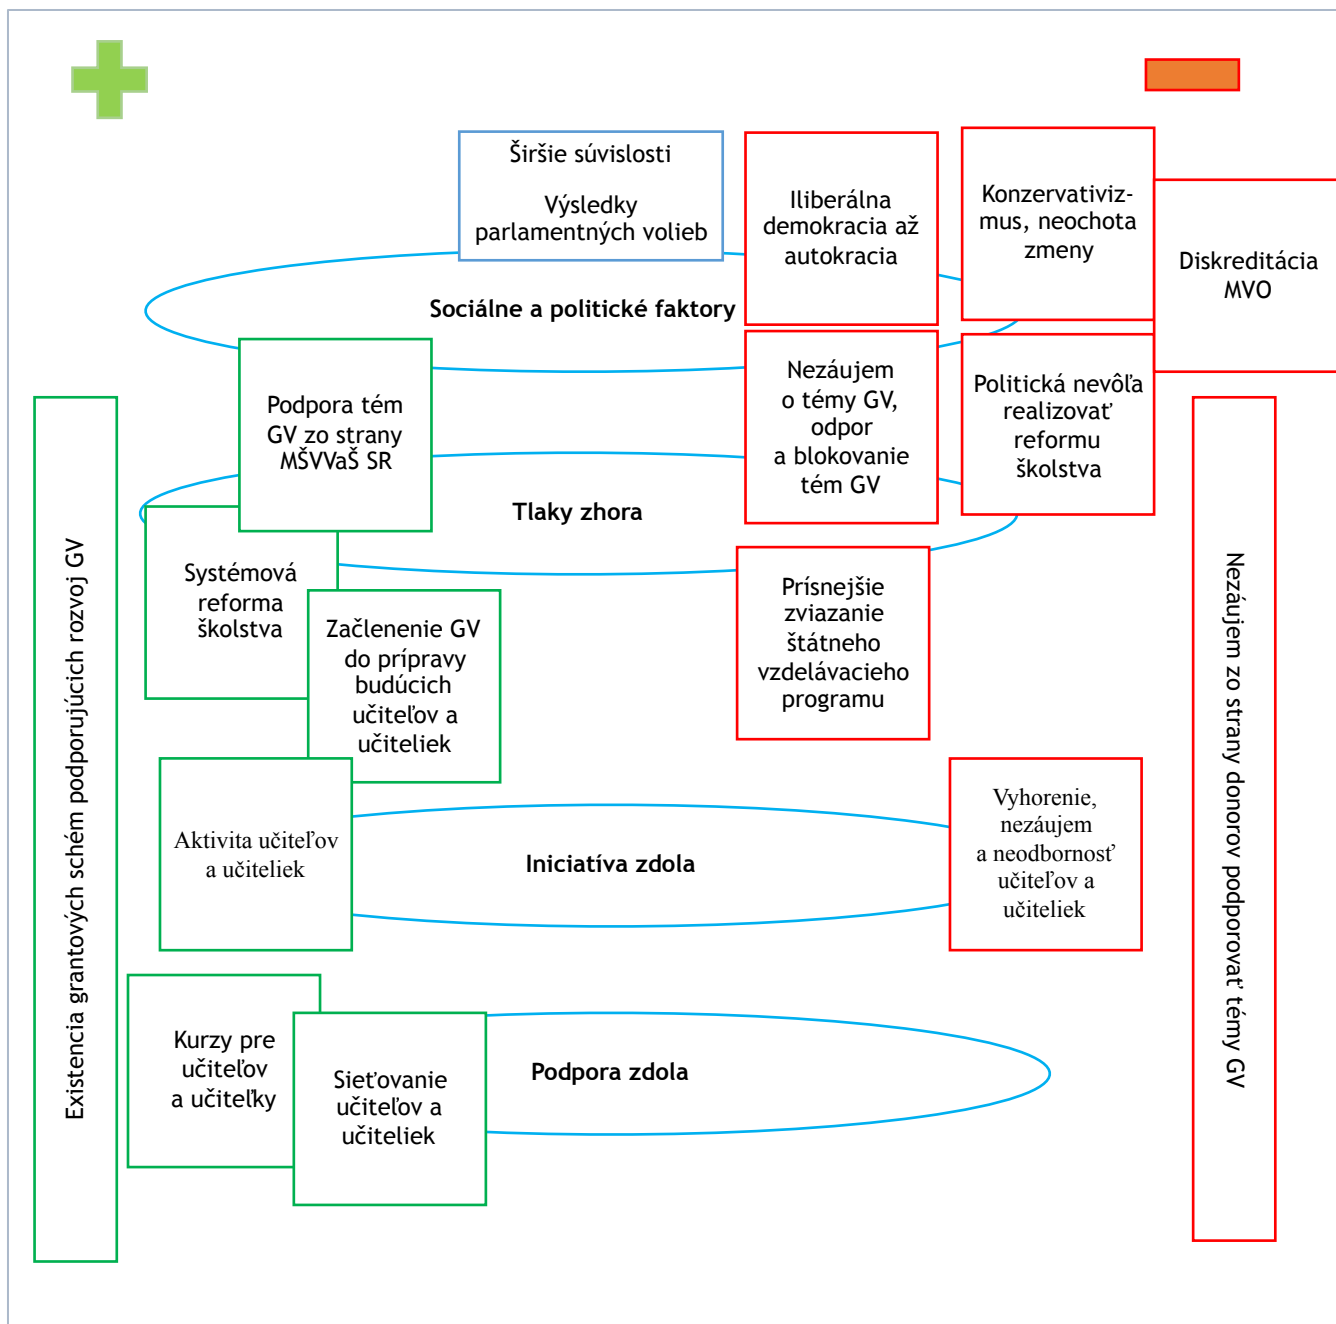 Širšie súvislosti
Výsledky
parlamentných volieb
Iliberálna
demokracia až
autokracia
Konzervativiz-
mus, neochota
zmeny
Diskreditácia
MVO
Sociálne a politické faktory
Podpora tém
GV zo strany
MŠVVaŠ SR
Nezáujem
o témy GV,
odpor
a blokovanie
tém GV
Politická nevôľa
realizovať
reformu
školstva
Tlaky zhora
Systémová
reforma
školstva
Začlenenie GV
do prípravy
budúcich
učiteľov a
učiteliek
Prísnejšie
zviazanie
štátneho
vzdelávacieho
programu
Existencia grantových schém podporujúcich rozvoj GV
Nezáujem zo strany donorov podporovať témy GV
Aktivita učiteľov
a učiteliek
Iniciatíva zdola
Vyhorenie,
nezáujem
a neodbornosť
učiteľov a
učiteliek
Kurzy pre
učiteľov
a učiteľky
Sieťovanie
učiteľov a
učiteliek
Podpora zdola